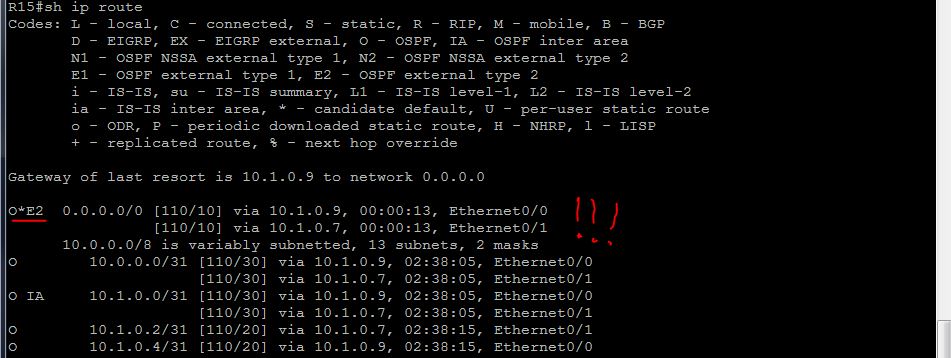 R15#sh ip route
Codes: L - local, C - connected, S - static, R - RIP, M - mobile, B - BGP
D - EIGRP, EX - EIGRP external, O - OSPF, IA - OSPF inter area
N1 - OSPF NSSA external type 1, N2 - OSPF NSSA external type 2
E1 - OSPF external type 1, E2 - OSPF external type 2
i - IS-IS, su - IS-IS summary, L1 - IS-IS level-1, L2 - IS-IS level-2
ia - IS-IS inter area, * - candidate default, U - per-user static route
o - ODR, P - periodic downloaded static route, H - NHRP, l - LISP
+ - replicated route, % - next hop override
Gateway of last resort is 10.1.0.9 to network 0.0.0.0
O*E2 0.0.0.0/0 [110/10] via 10.1.0.9, 00:00:13, Ethernet0/0 !!!
[110/10] via 10.1.0.7, 00:00:13, Ethernet0/1
10.0.0.0/8 is variably subnetted, 13 subnets, 2 masks
O 10.0.0.0/31 [110/30] via 10.1.0.9, 02:38:05, Ethernet0/0
[110/30] via 10.1.0.7, 02:38:05, Ethernet0/1
O IA 10.1.0.0/31 [110/30] via 10.1.0.9, 02:38:05, Ethernet0/0
[110/30] via 10.1.0.7, 02:38:05, Ethernet0/1
O 10.1.0.2/31 [110/20] via 10.1.0.7, 02:38:15, Ethernet0/1
O 10.1.0.4/31 [110/20] via 10.1.0.9, 02:38:15, Ethernet0/0